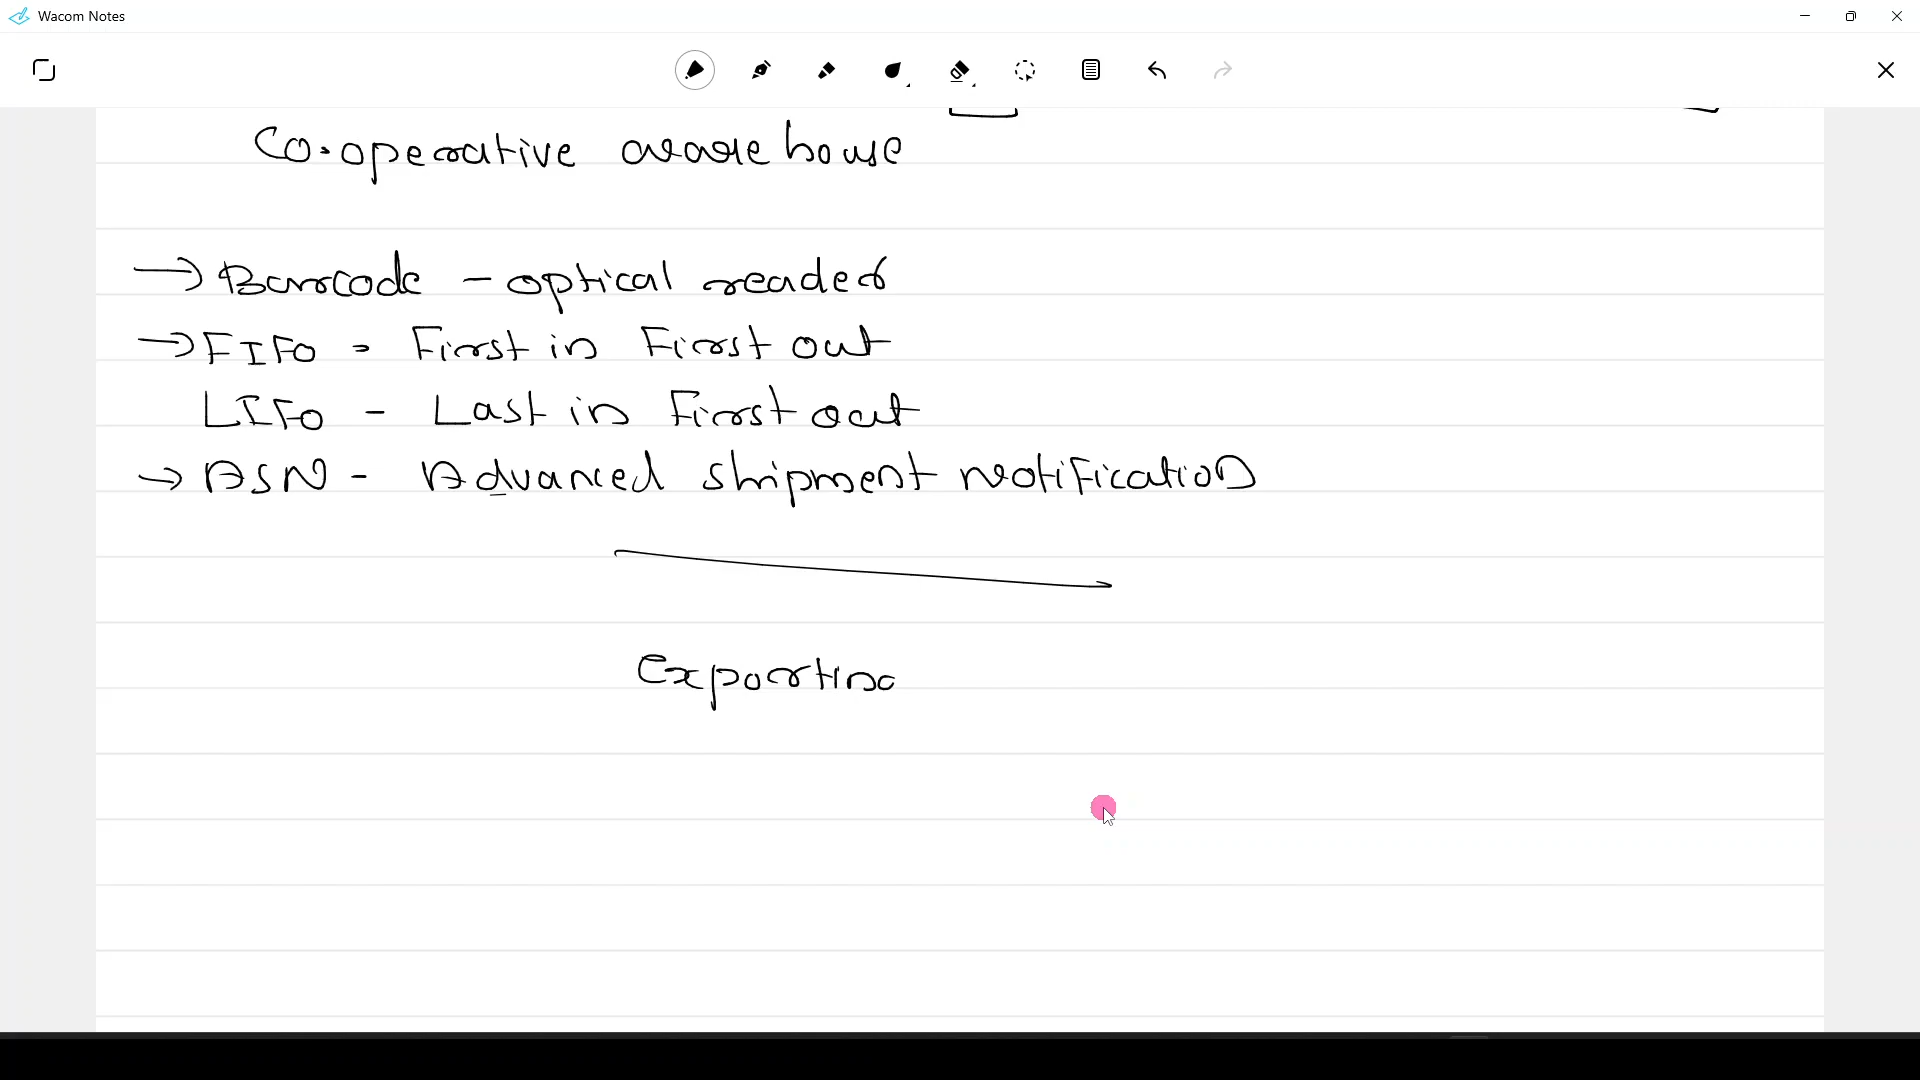 Wacom Notes
Co-operative warehouse
→ Barcode - optical reader
→ FIFO - First in First out
LIFO - Last in First out
→ ASN - Advanced shipment notification
Exporting